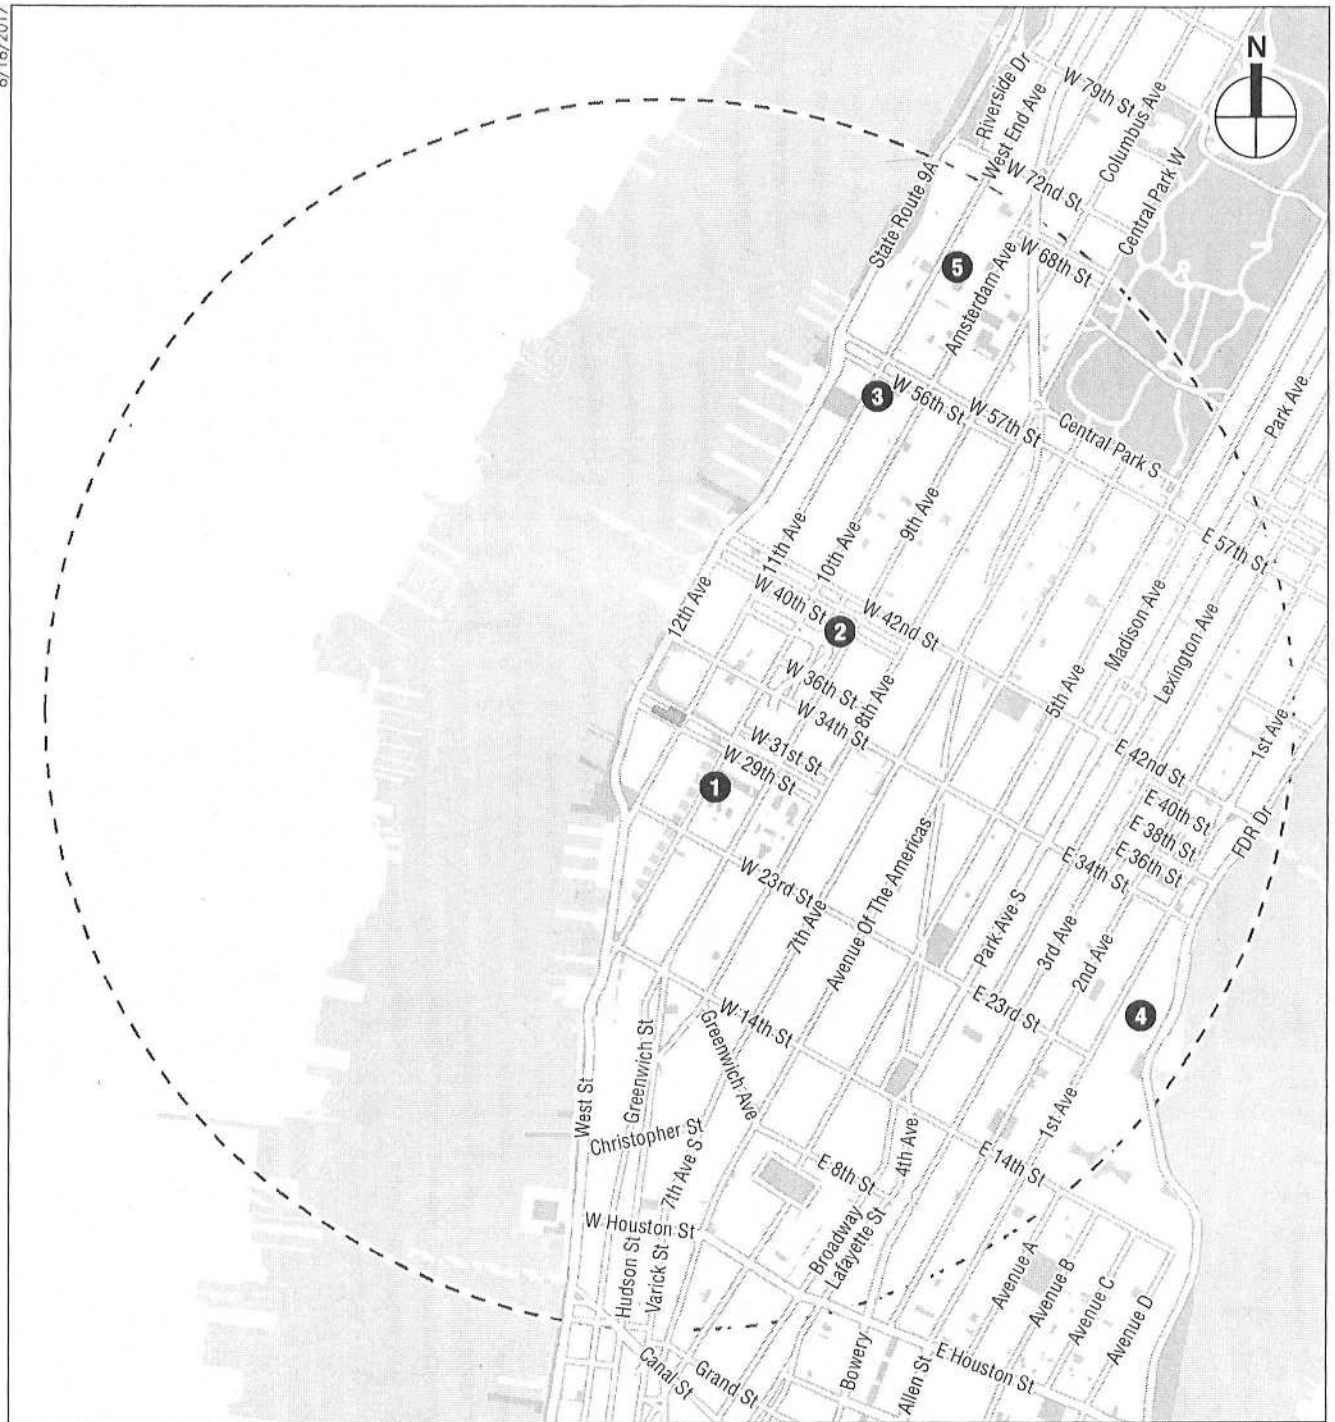 6/18/2017
N
Riverside Dr
W 79th St
West End Ave
Columbus Ave
W 72nd St
Central Park W
State Route 9A
W 68th St
5
Amsterdam Ave
3
W 56th St
W 57th St
Central Park S
Park Ave
9th Ave
11th Ave
10th Ave
E 57th St
12th Ave
W 40th St
2
W 42nd St
Madison Ave
Lexington Ave
W 36th St
8th Ave
5th Ave
W 34th St
W 31st St
W 29th St
1
E 42nd St
1st Ave
E 40th St
E 38th St
E 36th St
FDR Dr
E 34th St
W 23rd St
7th Ave
Avenue Of The Americas
Park Ave S
3rd Ave
2nd Ave
E 23rd St
4
W 14th St
Greenwich Ave
Greenwich St
West St
Christopher St
7th Ave S
4th Ave
1st Ave
E 14th St
E 8th St
W Houston St
Hudson St
Varick St
Broadway
Lafayette St
Avenue A
Avenue B
Avenue C
Avenue D
Canal St
Grand St
Bowery
Allen St
E Houston St